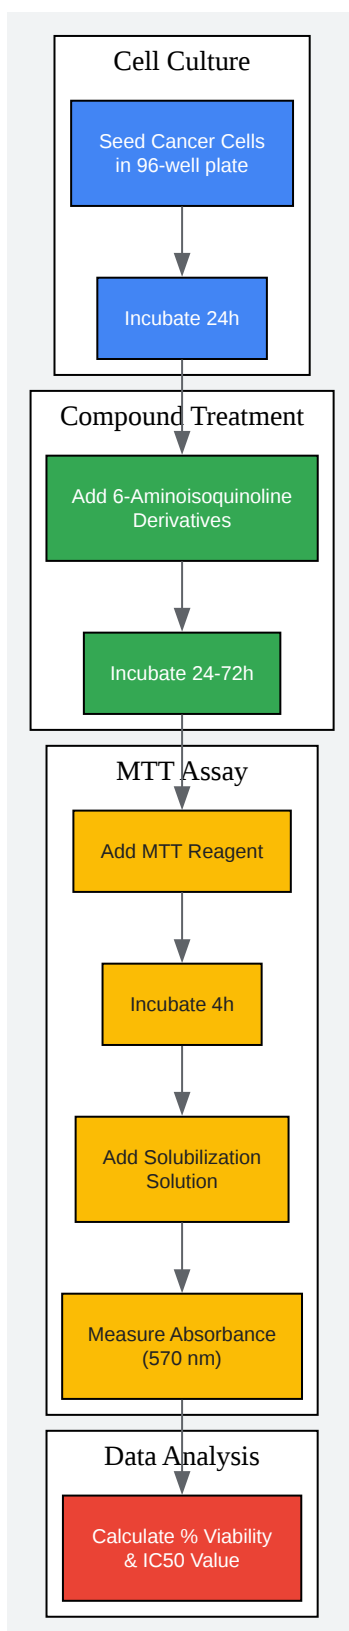 Cell Culture
Seed Cancer Cells
in 96-well plate
Incubate 24h
Compound Treatment
Add 6-Aminoisoquinoline
Derivatives
Incubate 24-72h
MTT Assay
Add MTT Reagent
Incubate 4h
Add Solubilization
Solution
Measure Absorbance
(570 nm)
Data Analysis
Calculate % Viability
& IC50 Value